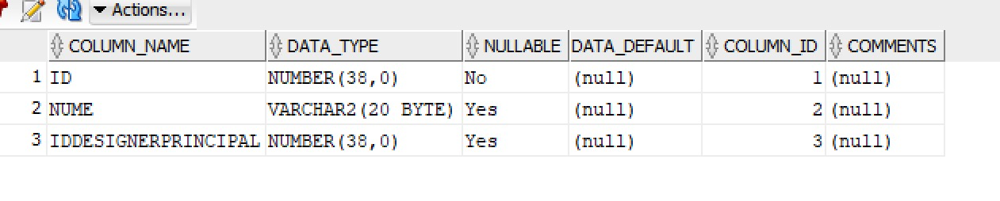 Actions...
COLUMN_NAME DATA_TYPE NULLABLE DATA_DEFAULT COLUMN_ID COMMENTS
1 ID NUMBER(38,0) No (null) 1 (null)
2 NUME VARCHAR2(20 BYTE) Yes (null) 2 (null)
3 IDDESIGNERPRINCIPAL NUMBER(38,0) Yes (null) 3 (null)